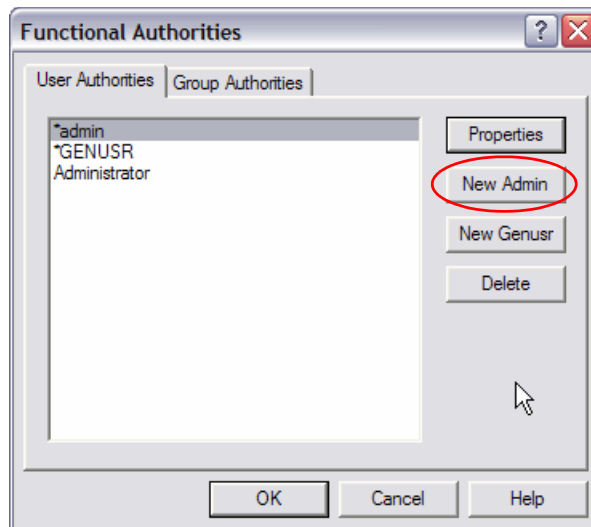 Functional Authorities
?
User Authorities
Group Authorities
*admin
*GENUSR
Administrator
Properties
New Admin
New Genusr
Delete
OK
Cancel
Help